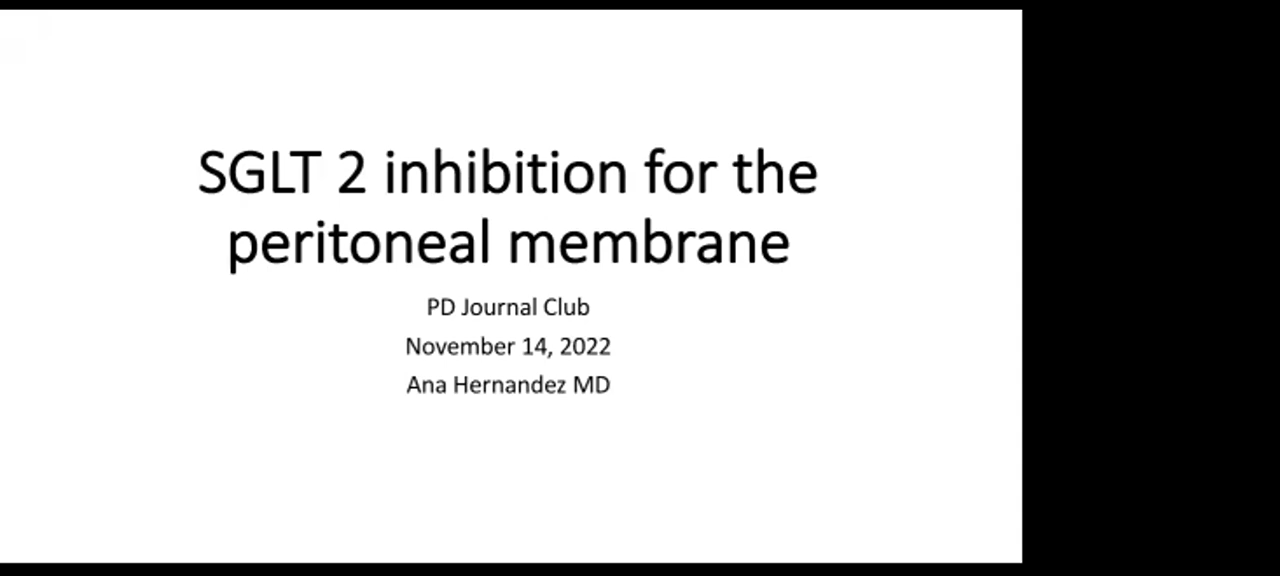 SGLT 2 inhibition for the
peritoneal membrane
PD Journal Club
November 14, 2022
Ana Hernandez MD